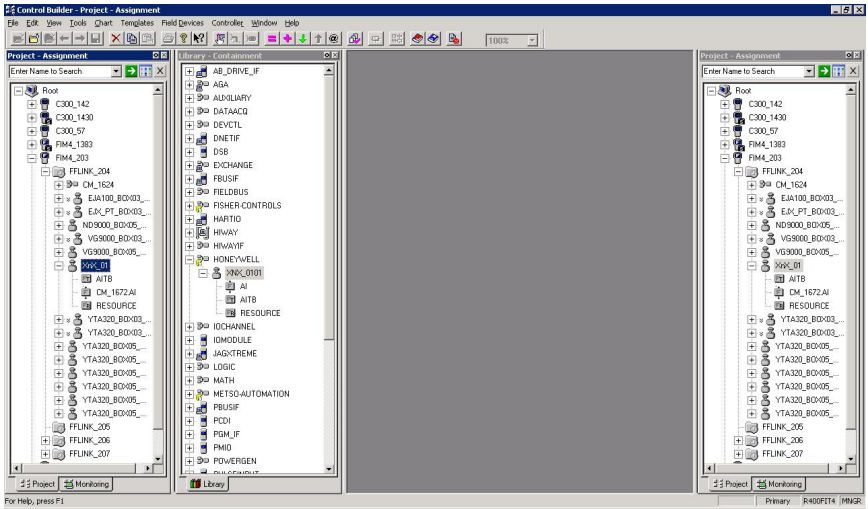 Control Builder - Project - Assignment
File Edit View Tools Chart Templates Field Devices Controller Window Help
100%
Project - Assignment
Enter Name to Search
Root
C300_142
C300_1430
C300_57
FIM4_1383
FIM4_203
FFLINK_204
CM_1624
EJA100_BOX03_...
EJX_PT_BOX03_...
ND9000_BOX05_...
VG9000_BOX03_...
VG9000_BOX05_...
XNX_01
AITB
CM_1672.AI
RESOURCE
YTA320_BOX03_...
YTA320_BOX03_...
YTA320_BOX05_...
YTA320_BOX05_...
YTA320_BOX05_...
YTA320_BOX05_...
YTA320_BOX05_...
YTA320_BOX05_...
FFLINK_205
FFLINK_206
FFLINK_207
Project Monitoring
Library - Containment
AB_DRIVE_IF
AGA
AUXILIARY
DATAACQ
DEVCTL
DNETIF
DSB
EXCHANGE
FBUSIF
FIELDBUS
FISHER-CONTROLS
HARTIO
HIWAY
HIWAYIF
HONEYWELL
XNX_0101
AI
AITB
RESOURCE
IOCHANNEL
IOMODULE
JAGXTREME
LOGIC
MATH
METSO-AUTOMATION
PBUSIF
PCDI
PGM_IF
PMIO
POWERGEN
PULSEINPUT
Library
Project - Assignment
Enter Name to Search
Root
C300_142
C300_1430
C300_57
FIM4_1383
FIM4_203
FFLINK_204
CM_1624
EJA100_BOX03_...
EJX_PT_BOX03_...
ND9000_BOX05_...
VG9000_BOX03_...
VG9000_BOX05_...
XNX_01
AITB
CM_1672.AI
RESOURCE
YTA320_BOX03_...
YTA320_BOX03_...
YTA320_BOX05_...
YTA320_BOX05_...
YTA320_BOX05_...
YTA320_BOX05_...
YTA320_BOX05_...
YTA320_BOX05_...
FFLINK_205
FFLINK_206
FFLINK_207
Project Monitoring
For Help, press F1
Primary R400FIT4 MNGR